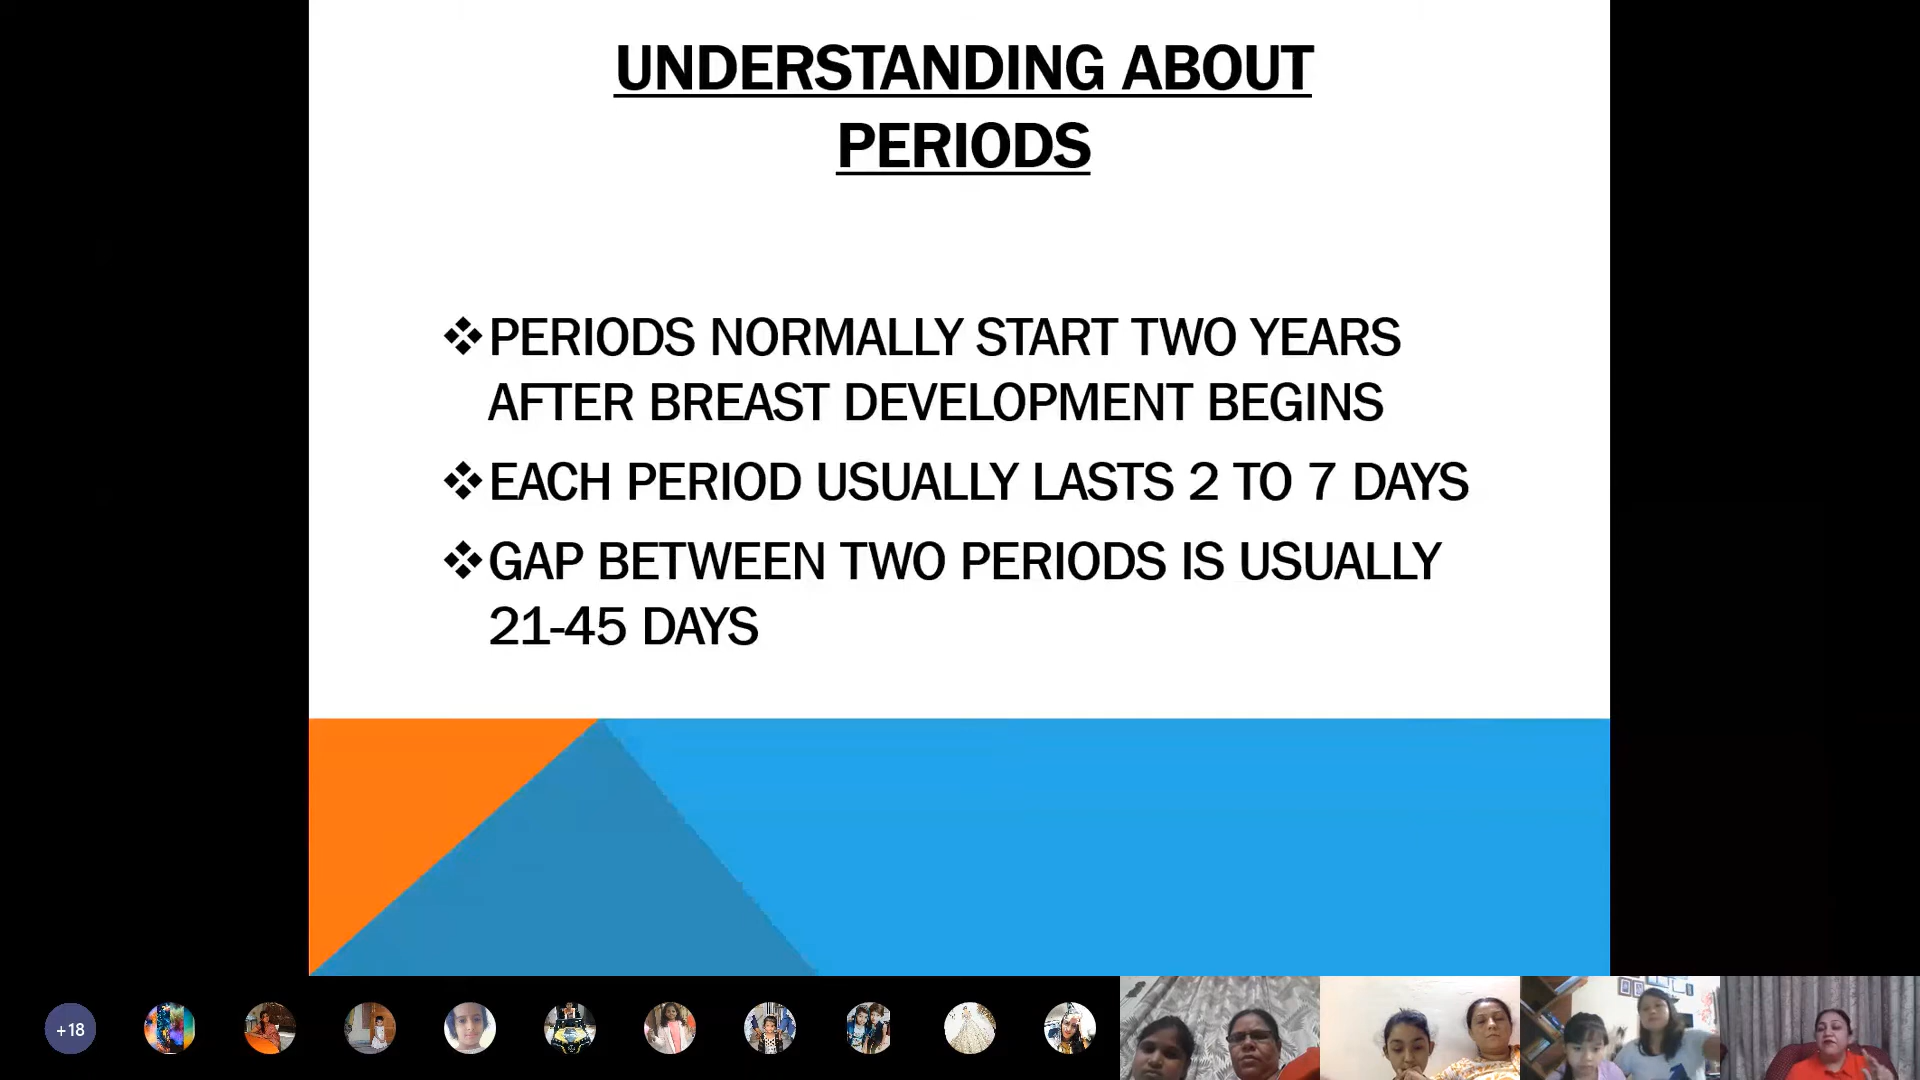 UNDERSTANDING ABOUT
PERIODS
❖PERIODS NORMALLY START TWO YEARS
AFTER BREAST DEVELOPMENT BEGINS
❖EACH PERIOD USUALLY LASTS 2 TO 7 DAYS
❖GAP BETWEEN TWO PERIODS IS USUALLY
21-45 DAYS
+18